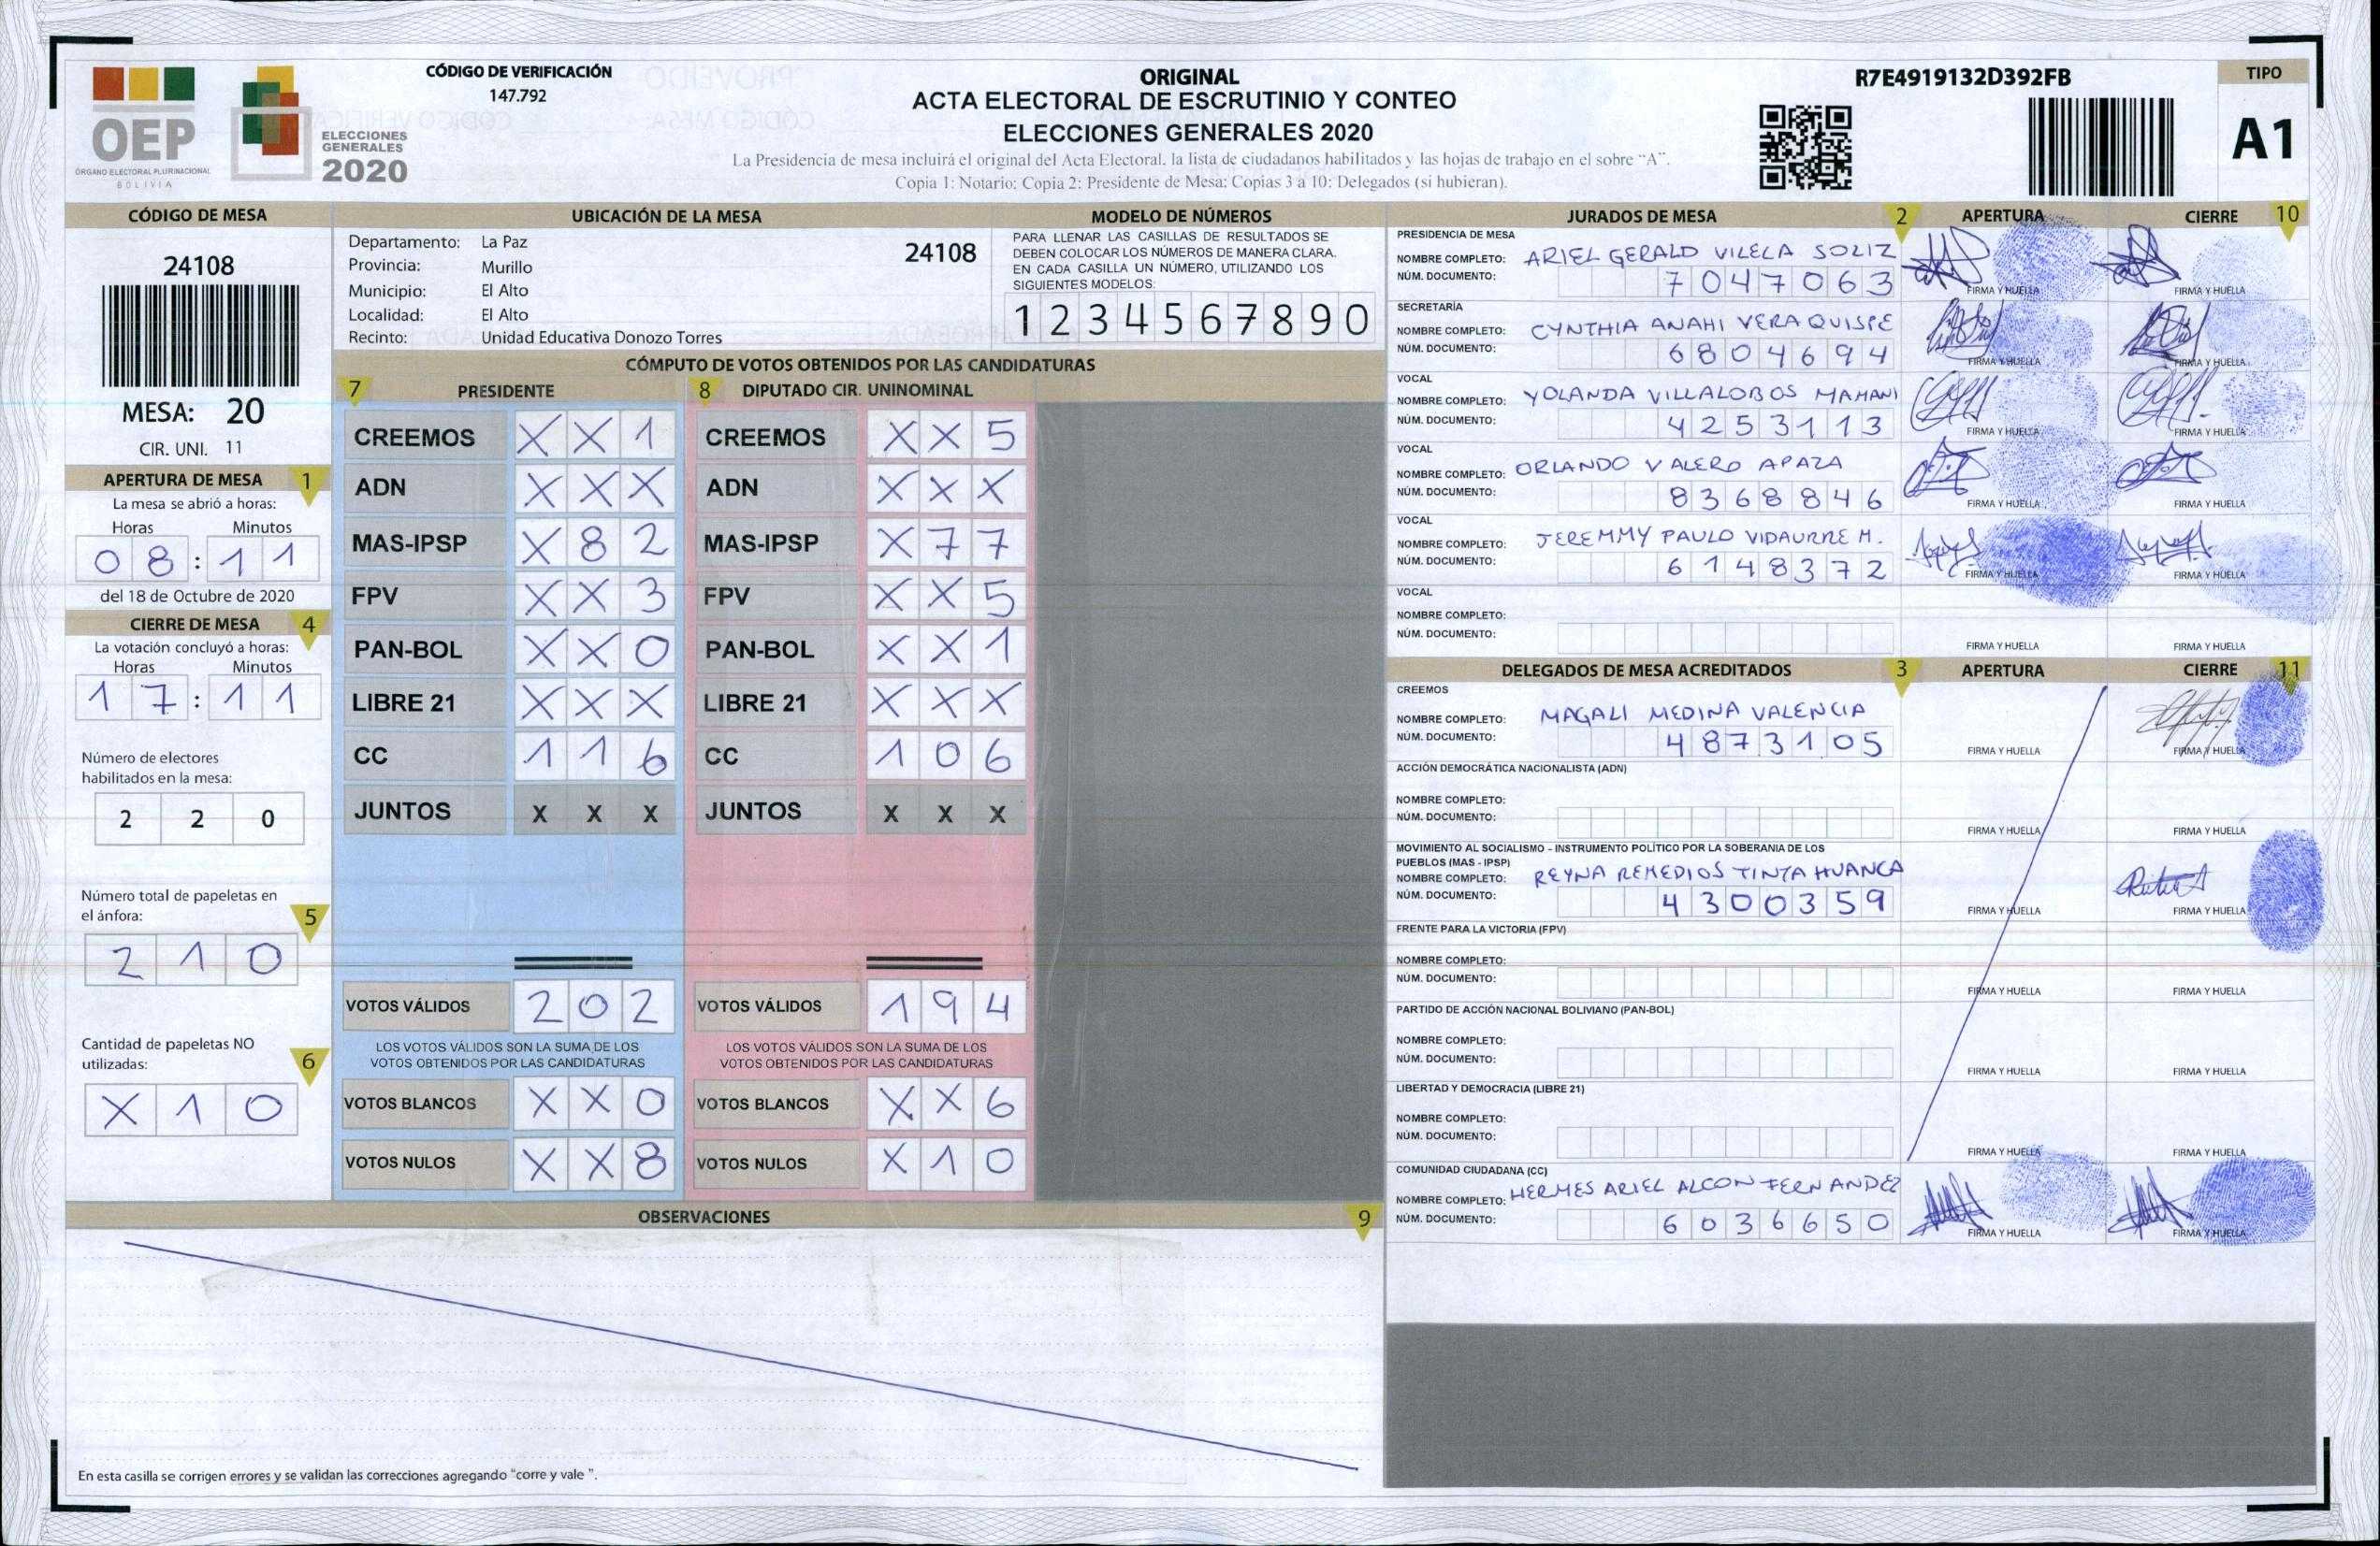 OEP
ÓRGANO ELECTORAL PLURINACIONAL
BOLIVIA
ELECCIONES
GENERALES
2020
CÓDIGO DE VERIFICACIÓN
147.792
ORIGINAL
ACTA ELECTORAL DE ESCRUTINIO Y CONTEO
ELECCIONES GENERALES 2020
La Presidencia de mesa incluirá el original del Acta Electoral, la lista de ciudadanos habilitados y las hojas de trabajo en el sobre "A".
Copia 1: Notario; Copia 2: Presidente de Mesa; Copias 3 a 10: Delegados (si hubieran).
R7E4919132D392FB
TIPO
A1
CÓDIGO DE MESA
24108
MESA: 20
CIR. UNI. 11
APERTURA DE MESA 1
La mesa se abrió a horas:
Horas Minutos
08:11
del 18 de Octubre de 2020
CIERRE DE MESA 4
La votación concluyó a horas:
Horas Minutos
17:11
Número de electores
habilitados en la mesa:
2 2 0
Número total de papeletas en
el ánfora: 5
2 1 0
Cantidad de papeletas NO
utilizadas: 6
X 1 0
UBICACIÓN DE LA MESA
Departamento: La Paz 24108
Provincia: Murillo
Municipio: El Alto
Localidad: El Alto
Recinto: Unidad Educativa Donozo Torres
MODELO DE NÚMEROS
PARA LLENAR LAS CASILLAS DE RESULTADOS SE
DEBEN COLOCAR LOS NÚMEROS DE MANERA CLARA.
EN CADA CASILLA UN NÚMERO, UTILIZANDO LOS
SIGUIENTES MODELOS:
1 2 3 4 5 6 7 8 9 0
CÓMPUTO DE VOTOS OBTENIDOS POR LAS CANDIDATURAS
7 PRESIDENTE 8 DIPUTADO CIR. UNINOMINAL
CREEMOS X X 1 CREEMOS X X 5
ADN X X X ADN X X X
MAS-IPSP X 8 2 MAS-IPSP X 7 7
FPV X X 3 FPV X X 5
PAN-BOL X X 0 PAN-BOL X X 1
LIBRE 21 X X X LIBRE 21 X X X
CC 1 1 6 CC 1 0 6
JUNTOS X X X JUNTOS X X X
VOTOS VÁLIDOS 2 0 2 VOTOS VÁLIDOS 1 9 4
LOS VOTOS VÁLIDOS SON LA SUMA DE LOS LOS VOTOS VÁLIDOS SON LA SUMA DE LOS
VOTOS OBTENIDOS POR LAS CANDIDATURAS VOTOS OBTENIDOS POR LAS CANDIDATURAS
VOTOS BLANCOS X X 0 VOTOS BLANCOS X X 6
VOTOS NULOS X X 8 VOTOS NULOS X 1 0
OBSERVACIONES 9
En esta casilla se corrigen errores y se validan las correcciones agregando "corre y vale ".
JURADOS DE MESA 2 APERTURA CIERRE 10
PRESIDENCIA DE MESA
NOMBRE COMPLETO: ARIEL GERALD VILELA SOLIZ
NÚM. DOCUMENTO: 7047063 FIRMA Y HUELLA FIRMA Y HUELLA
SECRETARÍA
NOMBRE COMPLETO: CYNTHIA ANAHI VERA QUISPE
NÚM. DOCUMENTO: 6804694 FIRMA Y HUELLA FIRMA Y HUELLA
VOCAL
NOMBRE COMPLETO: YOLANDA VILLALOBOS MAMANI
NÚM. DOCUMENTO: 4253113 FIRMA Y HUELLA FIRMA Y HUELLA
VOCAL
NOMBRE COMPLETO: ORLANDO VALERO APAZA
NÚM. DOCUMENTO: 8368846 FIRMA Y HUELLA FIRMA Y HUELLA
VOCAL
NOMBRE COMPLETO: JEREMMY PAULO VIDAURRE M.
NÚM. DOCUMENTO: 6148372 FIRMA Y HUELLA FIRMA Y HUELLA
VOCAL
NOMBRE COMPLETO:
NÚM. DOCUMENTO: FIRMA Y HUELLA FIRMA Y HUELLA
DELEGADOS DE MESA ACREDITADOS 3 APERTURA CIERRE 11
CREEMOS
NOMBRE COMPLETO: MAGALI MEDINA VALENCIA
NÚM. DOCUMENTO: 4873105 FIRMA Y HUELLA FIRMA Y HUELLA
ACCIÓN DEMOCRÁTICA NACIONALISTA (ADN)
NOMBRE COMPLETO:
NÚM. DOCUMENTO: FIRMA Y HUELLA FIRMA Y HUELLA
MOVIMIENTO AL SOCIALISMO - INSTRUMENTO POLÍTICO POR LA SOBERANIA DE LOS
PUEBLOS (MAS - IPSP)
NOMBRE COMPLETO: REYNA REMEDIOS TINTA HUANCA
NÚM. DOCUMENTO: 4300359 FIRMA Y HUELLA FIRMA Y HUELLA
FRENTE PARA LA VICTORIA (FPV)
NOMBRE COMPLETO:
NÚM. DOCUMENTO: FIRMA Y HUELLA FIRMA Y HUELLA
PARTIDO DE ACCIÓN NACIONAL BOLIVIANO (PAN-BOL)
NOMBRE COMPLETO:
NÚM. DOCUMENTO: FIRMA Y HUELLA FIRMA Y HUELLA
LIBERTAD Y DEMOCRACIA (LIBRE 21)
NOMBRE COMPLETO:
NÚM. DOCUMENTO: FIRMA Y HUELLA FIRMA Y HUELLA
COMUNIDAD CIUDADANA (CC)
NOMBRE COMPLETO: HERMES ARIEL ALCON FERNANDEZ
NÚM. DOCUMENTO: 6036650 FIRMA Y HUELLA FIRMA Y HUELLA